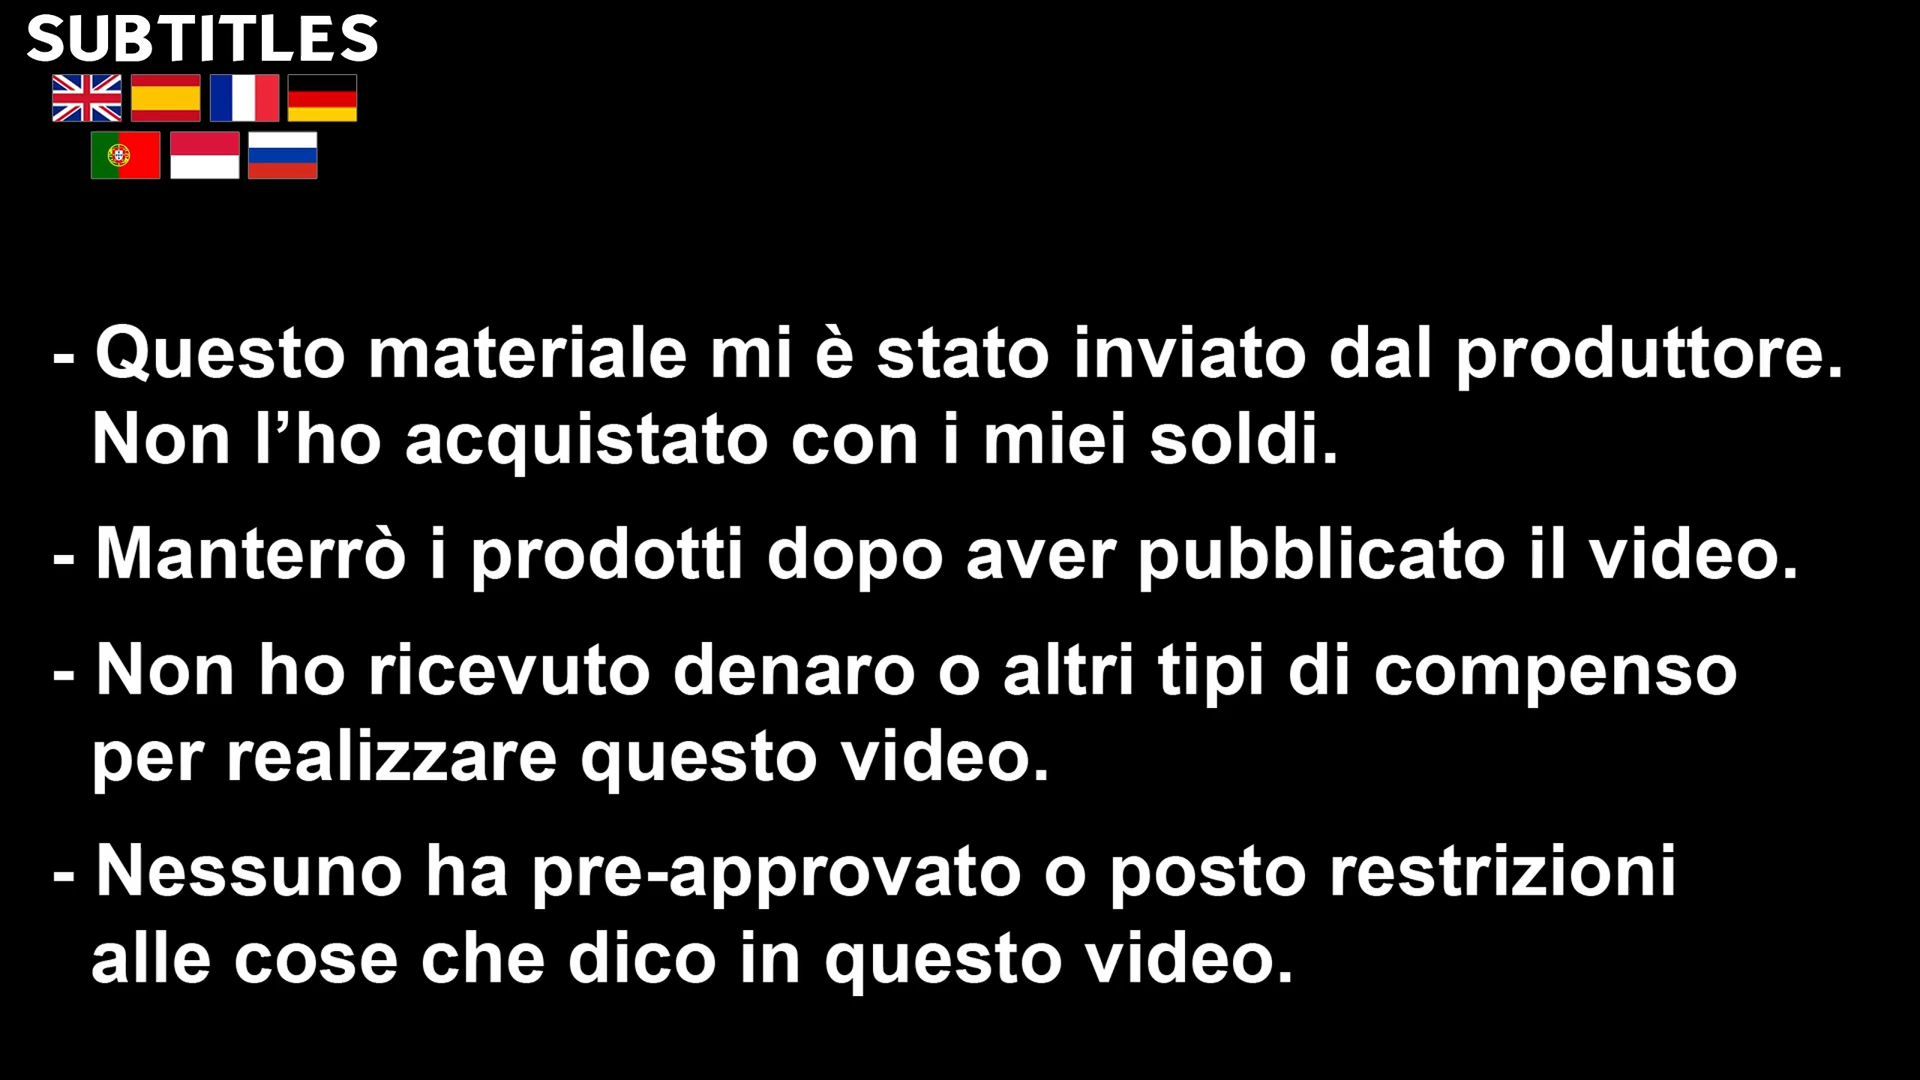 SUBTITLES
- Questo materiale mi è stato inviato dal produttore.
Non l’ho acquistato con i miei soldi.
- Manterrò i prodotti dopo aver pubblicato il video.
- Non ho ricevuto denaro o altri tipi di compenso
per realizzare questo video.
- Nessuno ha pre-approvato o posto restrizioni
alle cose che dico in questo video.